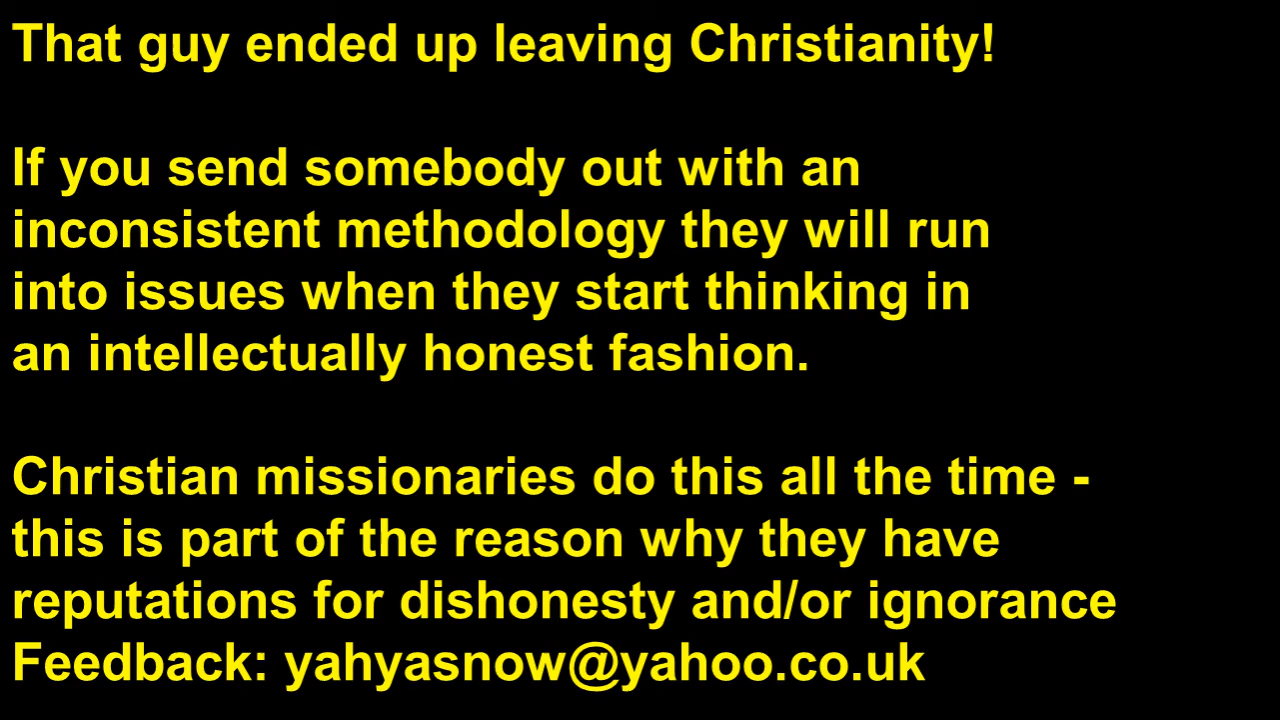 That guy ended up leaving Christianity!
If you send somebody out with an
inconsistent methodology they will run
into issues when they start thinking in
an intellectually honest fashion.
Christian missionaries do this all the time -
this is part of the reason why they have
reputations for dishonesty and/or ignorance
Feedback: yahyasnow@yahoo.co.uk